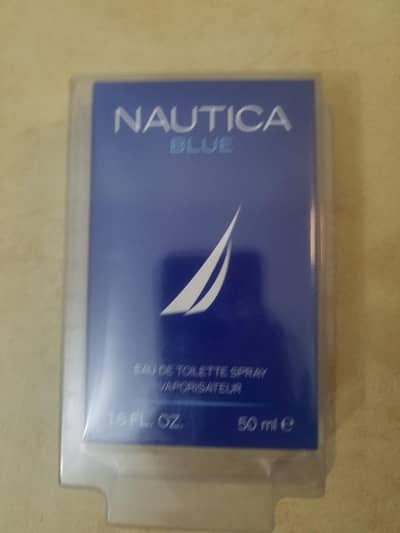 NAUTICA
BLUE
EAU DE TOILETTE SPRAY
VAPORISATEUR
1.6 FL. OZ. 50 ml ℮